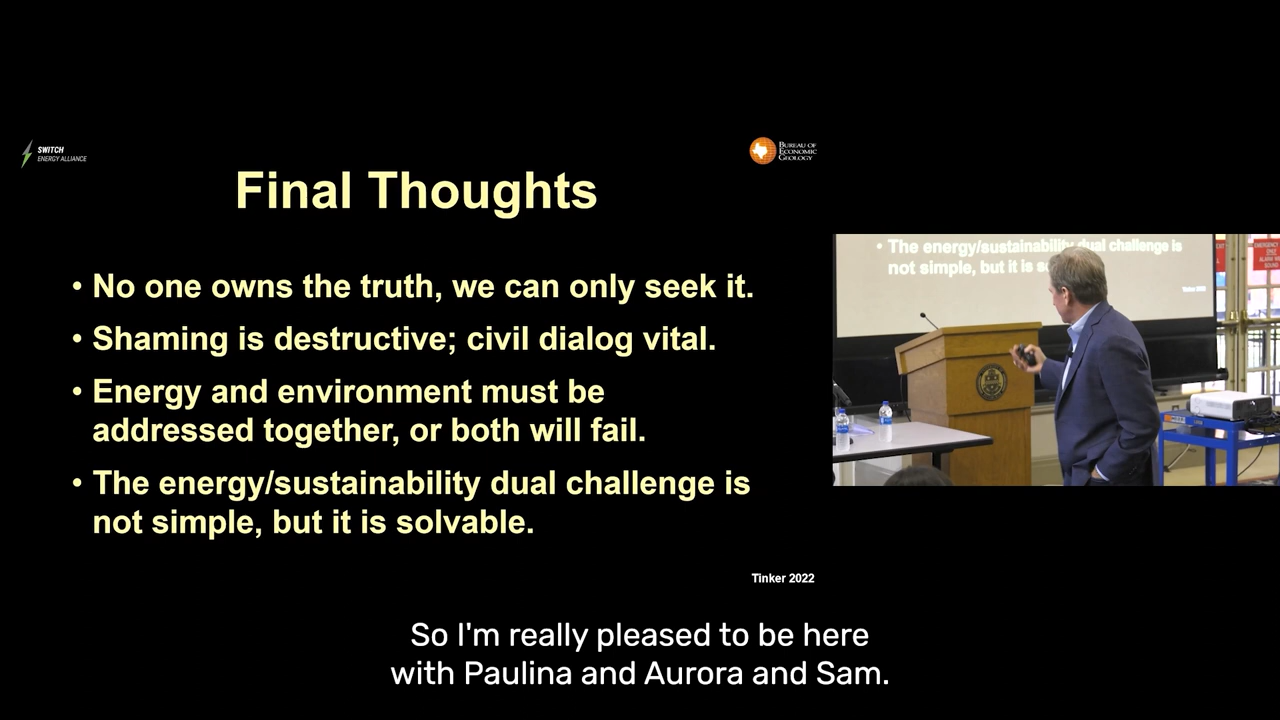 SWITCH
ENERGY ALLIANCE
BUREAU OF
ECONOMIC
GEOLOGY
Final Thoughts
• No one owns the truth, we can only seek it.
• Shaming is destructive; civil dialog vital.
• Energy and environment must be
addressed together, or both will fail.
• The energy/sustainability dual challenge is
not simple, but it is solvable.
Tinker 2022
• The energy/sustainability dual challenge is
not simple, but it is
So I'm really pleased to be here
with Paulina and Aurora and Sam.